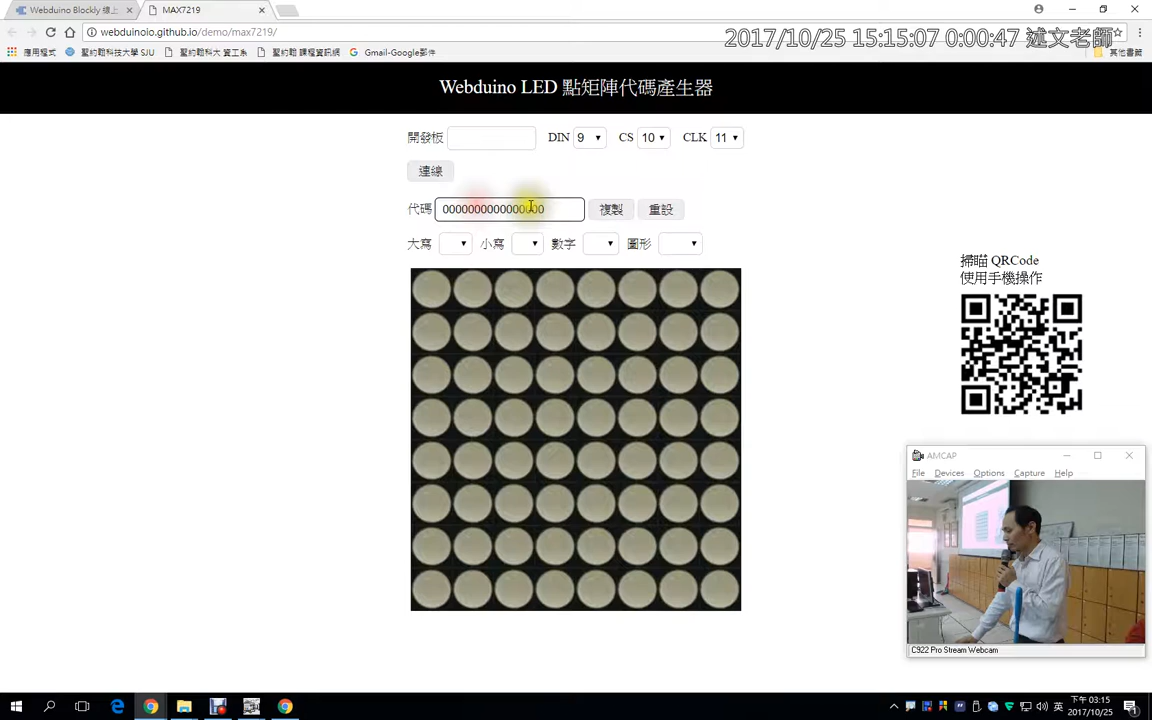 Webduino Blockly 線上
MAX7219
webduinoio.github.io/demo/max7219/
2017/10/25 15:15:07 0:00:47 述文老師
應用程式
聖約翰科技大學 SJU
聖約翰科大 資工系
聖約翰 課程資訊網
Gmail-Google郵件
其他書籤
Webduino LED 點矩陣代碼產生器
開發板 DIN 9 CS 10 CLK 11
連線
代碼 0000000000000000 複製 重設
大寫 小寫 數字 圖形
掃瞄 QRCode
使用手機操作
AMCAP
File Devices Options Capture Help
C922 Pro Stream Webcam
英
下午 03:15
2017/10/25